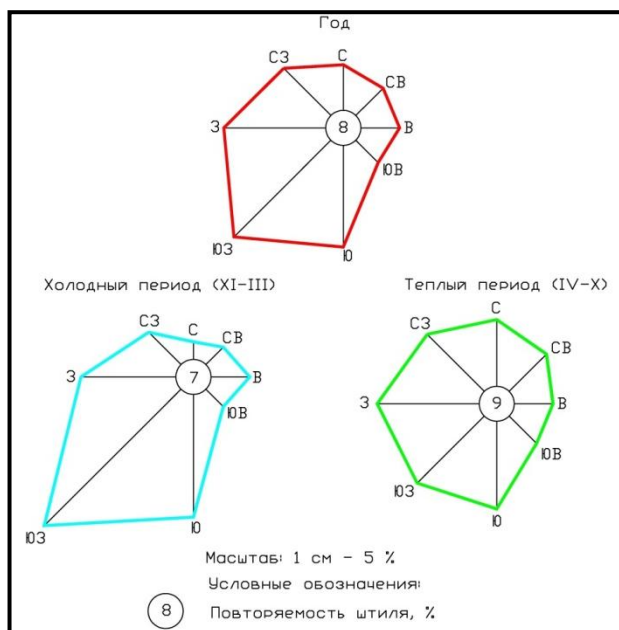 Год
СЗ
С
СВ
З
8
В
ЮВ
ЮЗ
Ю
Холодный период (XI-III)
СЗ
С
СВ
З
7
В
ЮВ
ЮЗ
Ю
Теплый период (IV-X)
С
СЗ
СВ
З
9
В
ЮВ
ЮЗ
Ю
Масштаб: 1 см - 5 %
Условные обозначения:
8 Повторяемость штиля, %